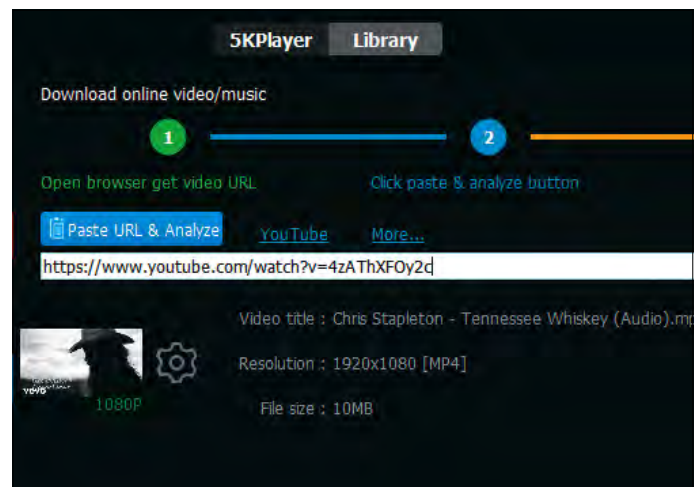 5KPlayer Library
Download online video/music
1 2
Open browser get video URL Click paste & analyze button
Paste URL & Analyze YouTube More...
https://www.youtube.com/watch?v=4zAThXFOy2c
Video title : Chris Stapleton - Tennessee Whiskey (Audio).mp
Resolution : 1920x1080 [MP4]
vevo
1080P
File size : 10MB